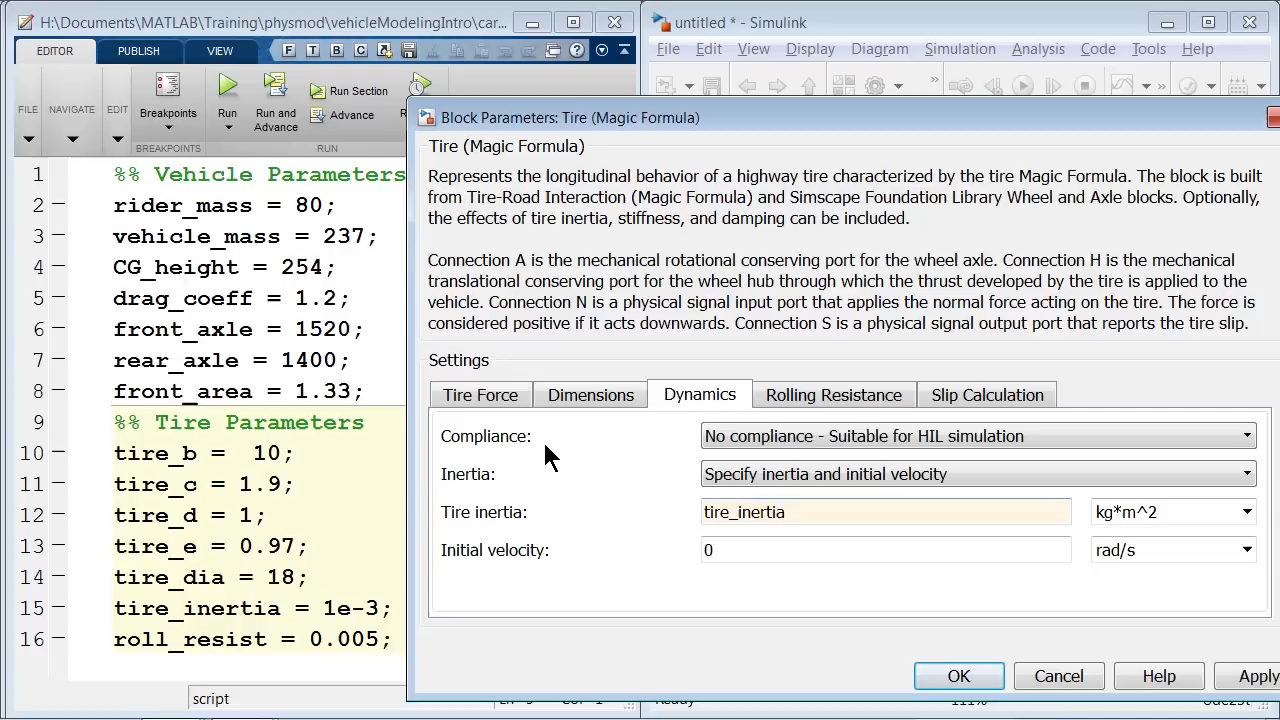 H:\Documents\MATLAB\Training\physmod\vehicleModelingIntro\car...
untitled * - Simulink
EDITOR PUBLISH VIEW
File Edit View Display Diagram Simulation Analysis Code Tools Help
FILE NAVIGATE EDIT
Breakpoints
Run
Run and Advance
Run Section
Advance
BREAKPOINTS RUN
1 %% Vehicle Parameters
2 rider_mass = 80;
3 vehicle_mass = 237;
4 CG_height = 254;
5 drag_coeff = 1.2;
6 front_axle = 1520;
7 rear_axle = 1400;
8 front_area = 1.33;
9 %% Tire Parameters
10 tire_b =  10;
11 tire_c = 1.9;
12 tire_d = 1;
13 tire_e = 0.97;
14 tire_dia = 18;
15 tire_inertia = 1e-3;
16 roll_resist = 0.005;
script
Block Parameters: Tire (Magic Formula)
Tire (Magic Formula)
Represents the longitudinal behavior of a highway tire characterized by the tire Magic Formula. The block is built
from Tire-Road Interaction (Magic Formula) and Simscape Foundation Library Wheel and Axle blocks. Optionally,
the effects of tire inertia, stiffness, and damping can be included.
Connection A is the mechanical rotational conserving port for the wheel axle. Connection H is the mechanical
translational conserving port for the wheel hub through which the thrust developed by the tire is applied to the
vehicle. Connection N is a physical signal input port that applies the normal force acting on the tire. The force is
considered positive if it acts downwards. Connection S is a physical signal output port that reports the tire slip.
Settings
Tire Force Dimensions Dynamics Rolling Resistance Slip Calculation
Compliance: No compliance - Suitable for HIL simulation
Inertia: Specify inertia and initial velocity
Tire inertia: tire_inertia kg*m^2
Initial velocity: 0 rad/s
OK Cancel Help Apply